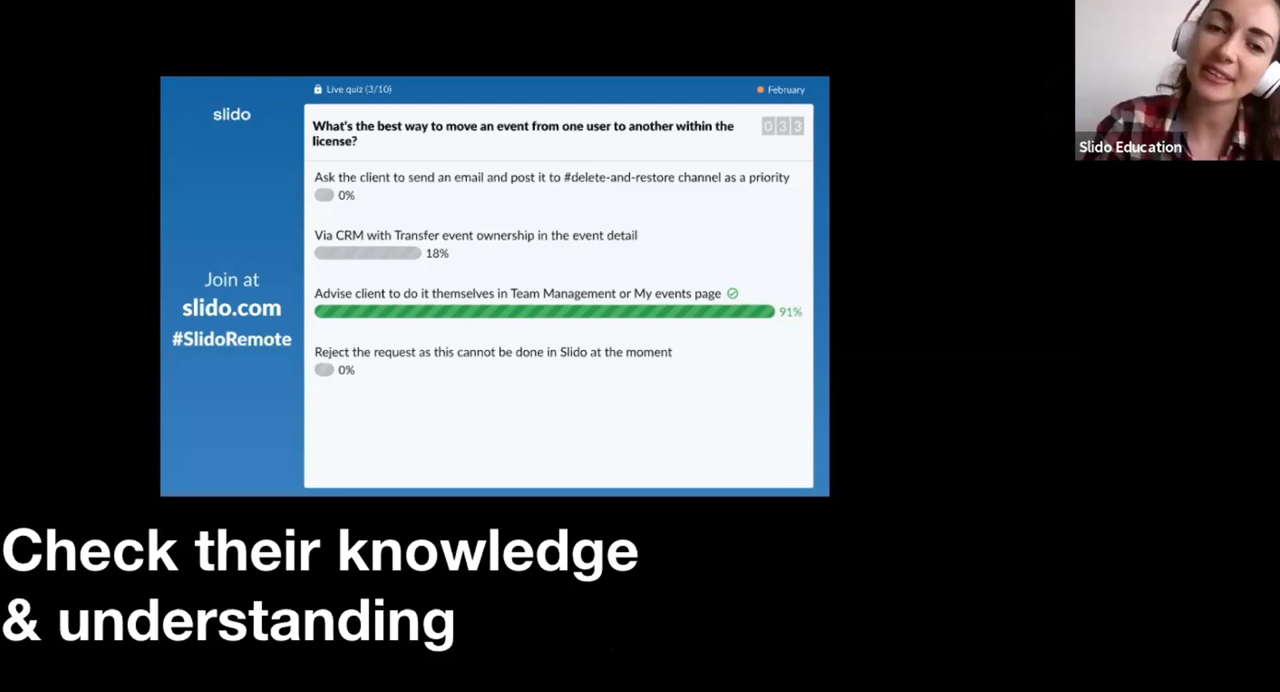 Live quiz (3/10)
February
slido
What's the best way to move an event from one user to another within the
license?
033
Ask the client to send an email and post it to #delete-and-restore channel as a priority
0%
Via CRM with Transfer event ownership in the event detail
18%
Advise client to do it themselves in Team Management or My events page
91%
Reject the request as this cannot be done in Slido at the moment
0%
Join at
slido.com
#SlidoRemote
Slido Education
Check their knowledge
& understanding